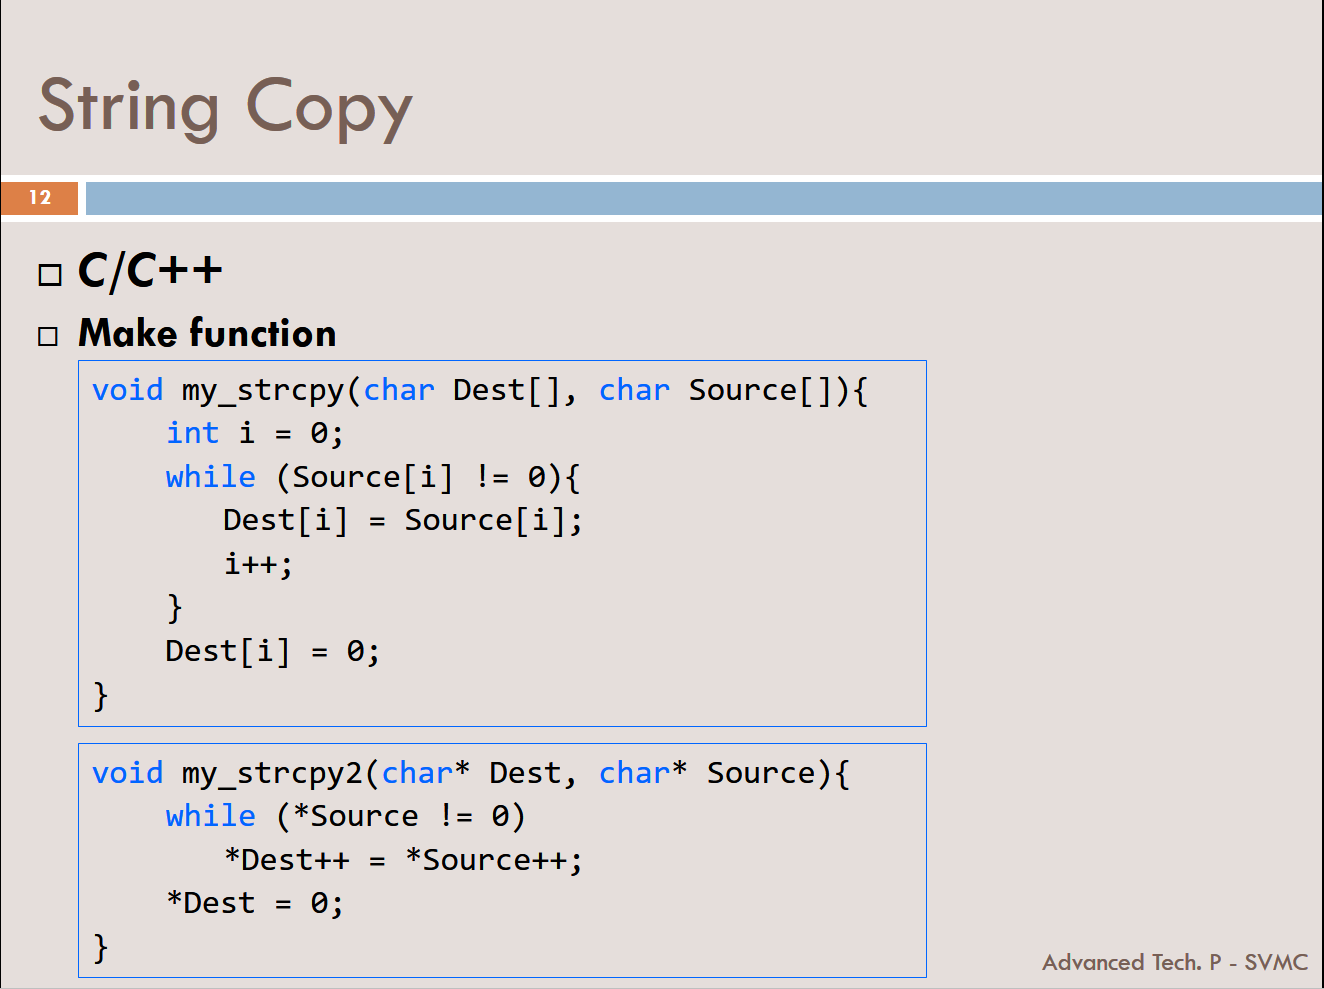 String Copy
12
C/C++
Make function
void my_strcpy(char Dest[], char Source[]){
int i = 0;
while (Source[i] != 0){
Dest[i] = Source[i];
i++;
}
Dest[i] = 0;
}
void my_strcpy2(char* Dest, char* Source){
while (*Source != 0)
*Dest++ = *Source++;
*Dest = 0;
}
Advanced Tech. P - SVMC